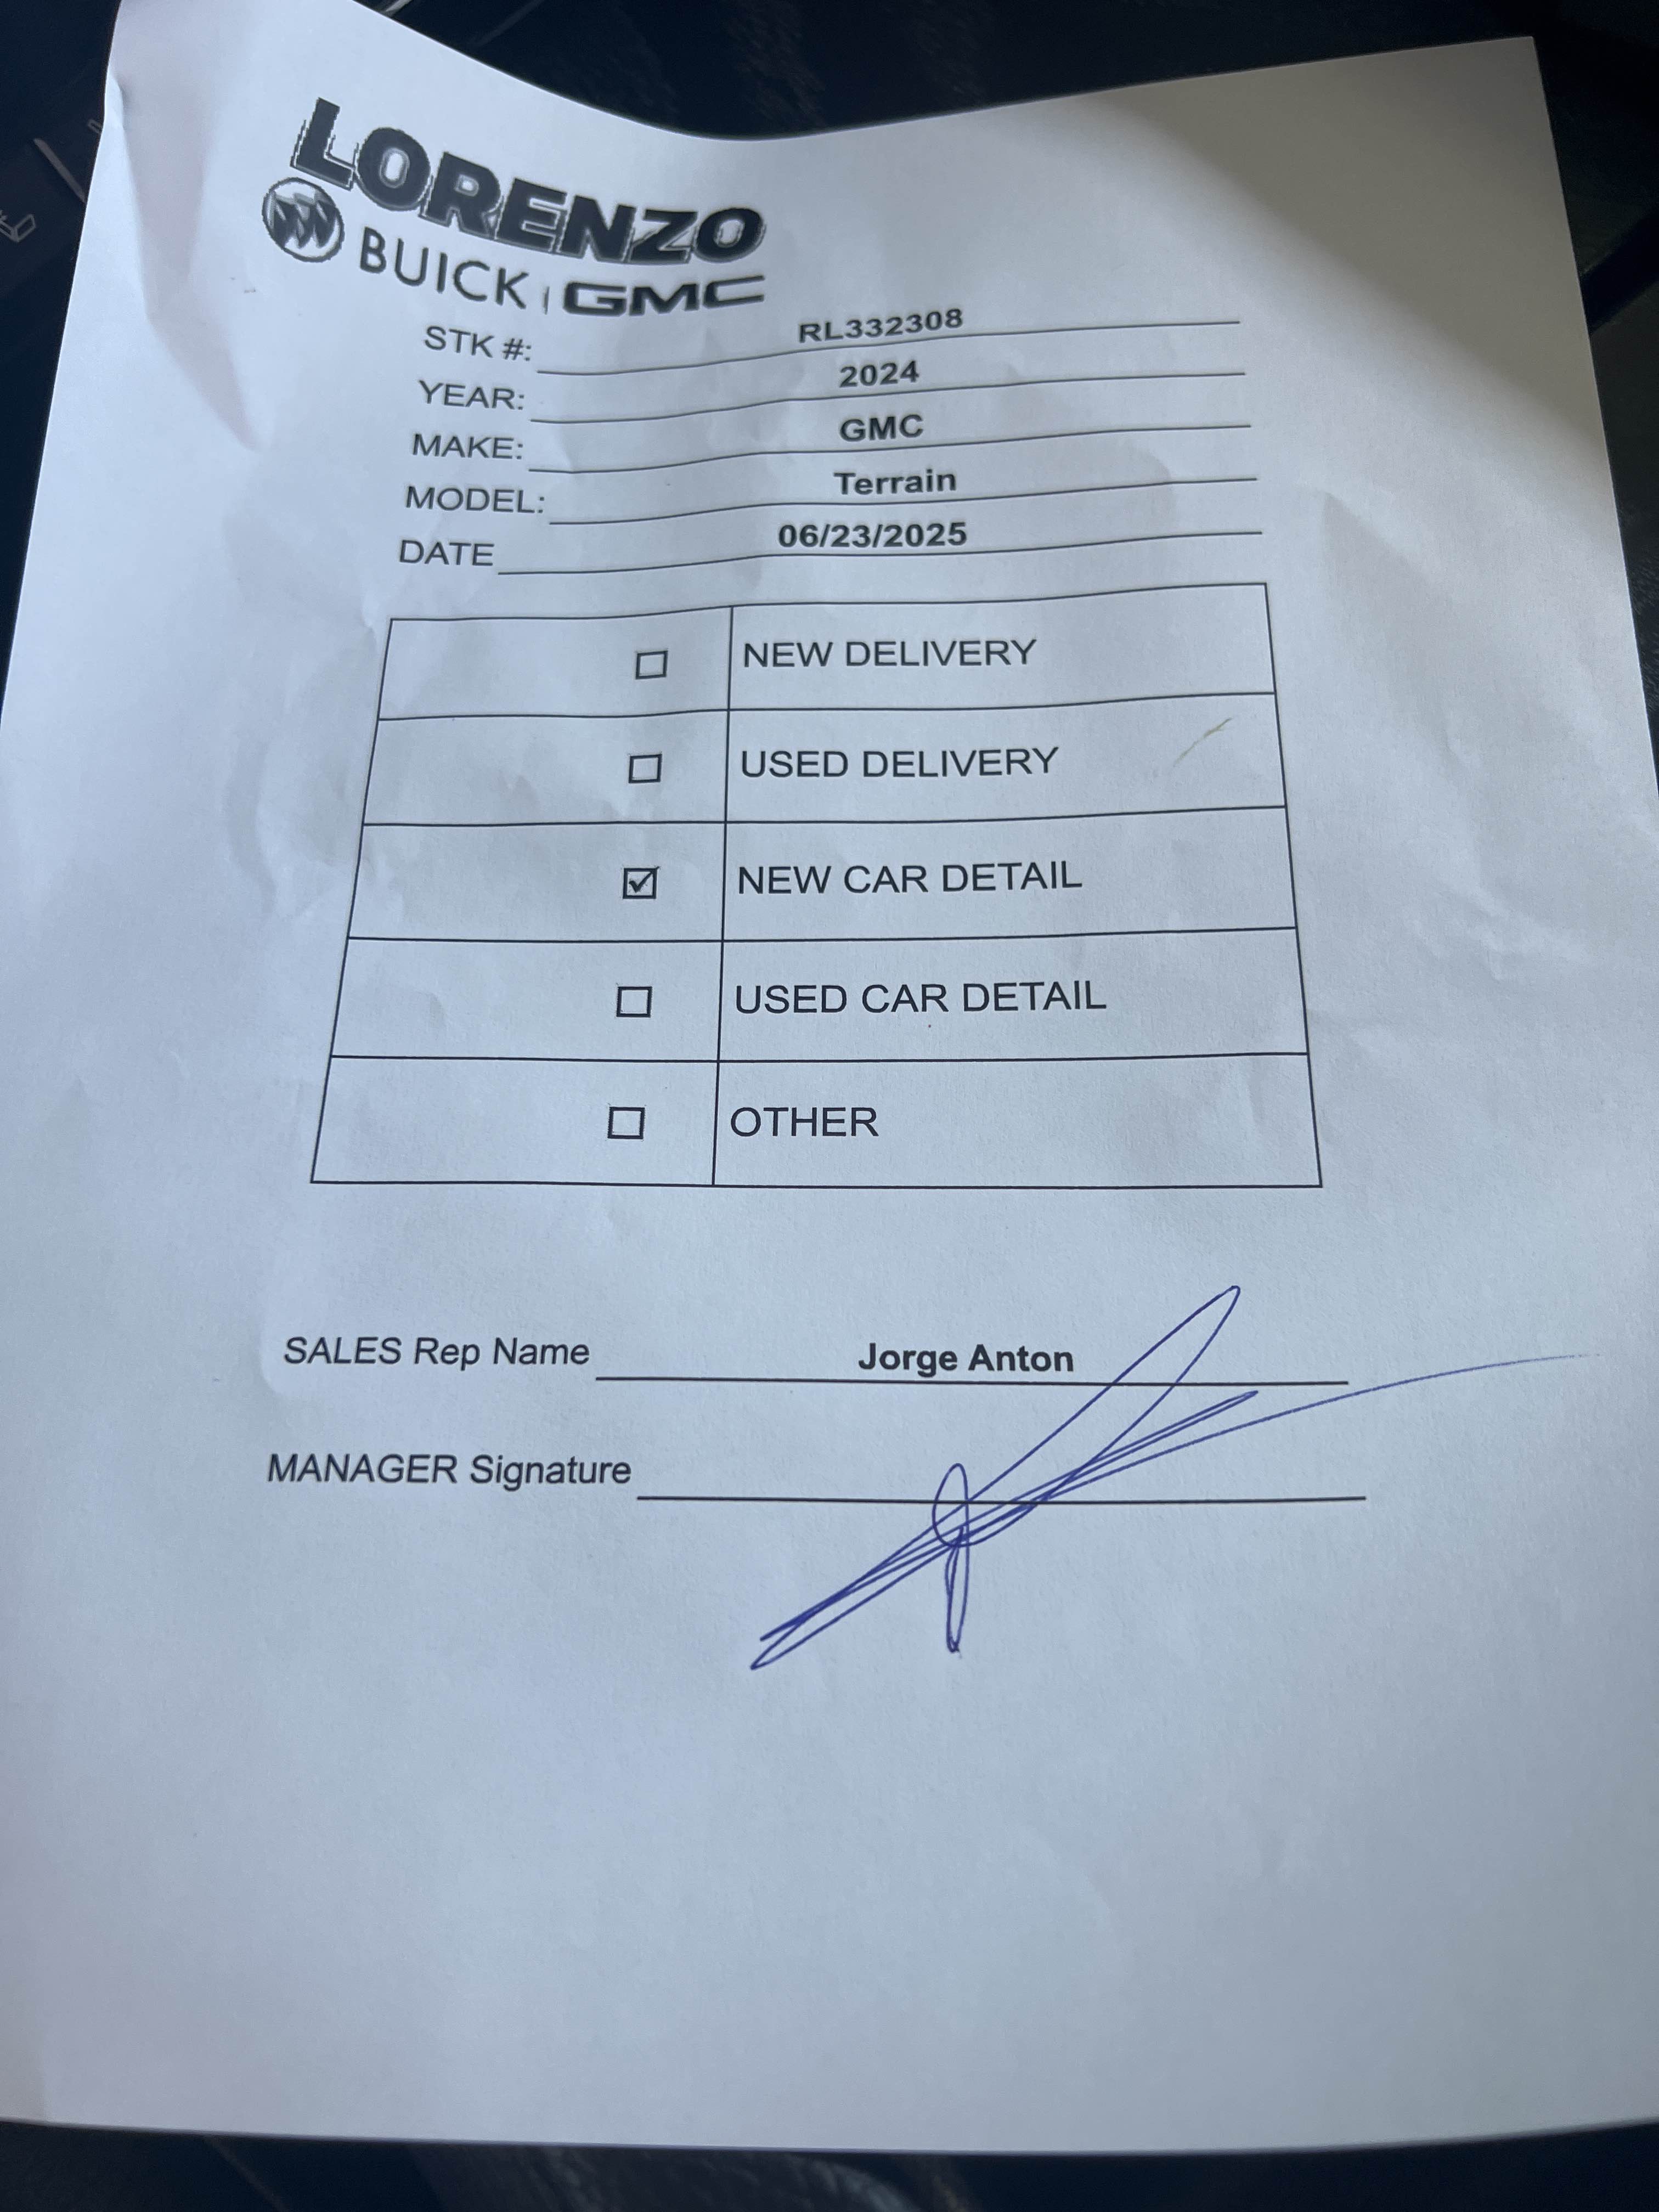 LORENZO
BUICK | GMC
STK #: RL332308
YEAR: 2024
MAKE: GMC
MODEL: Terrain
DATE 06/23/2025
☐ NEW DELIVERY
☐ USED DELIVERY
☑ NEW CAR DETAIL
☐ USED CAR DETAIL
☐ OTHER
SALES Rep Name Jorge Anton
MANAGER Signature